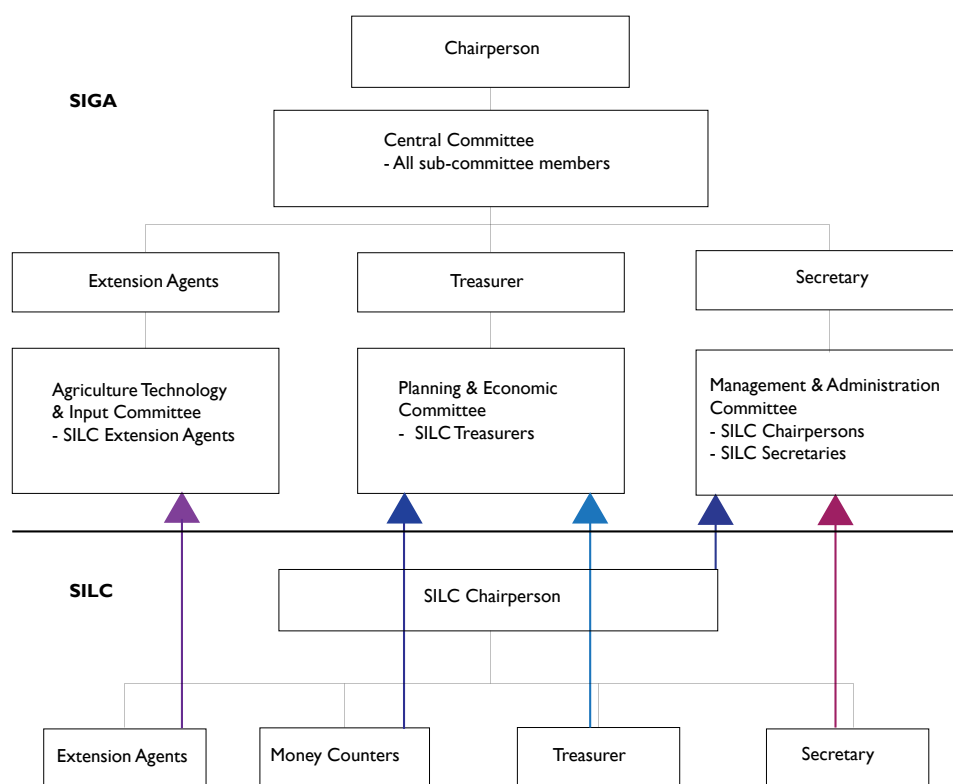 Chairperson
SIGA
Central Committee
- All sub-committee members
Extension Agents
Treasurer
Secretary
Agriculture Technology
& Input Committee
- SILC Extension Agents
Planning & Economic
Committee
- SILC Treasurers
Management & Administration
Committee
- SILC Chairpersons
- SILC Secretaries
SILC
SILC Chairperson
Extension Agents
Money Counters
Treasurer
Secretary